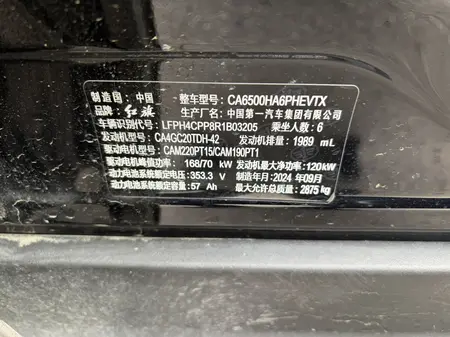 制造国：中国 整车型号：CA6500HA6PHEVTX
品牌：红旗 生产厂名：中国第一汽车集团有限公司
车辆识别代号：LFPH4CPP8R1B03205 乘坐人数：6
发动机型号：CA4GC20TDH-42 发动机排量：1989 mL
驱动电机型号：CAM220PT15/CAM190PT1
驱动电机峰值功率：168/70 kW 发动机最大净功率：120kW
动力电池系统额定电压：353.3 V 制造年月：2024年09月
动力电池系统额定容量：57 Ah 最大允许总质量：2875kg